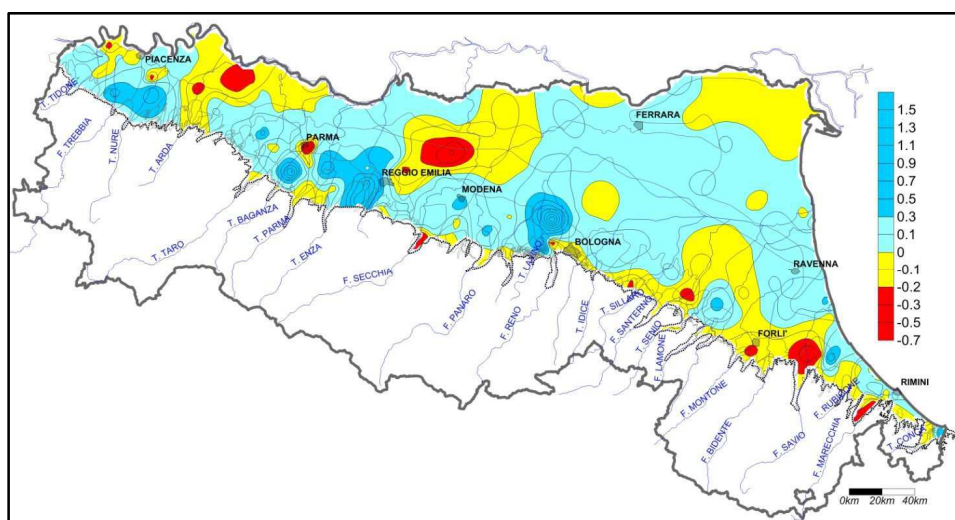 PIACENZA
T. TIDONE
F. TREBBIA
T. NURE
T. ARDA
PARMA
REGGIO EMILIA
MODENA
FERRARA
BOLOGNA
RAVENNA
FORLI'
RIMINI
T. TARO
T. BAGANZA
T. PARMA
T. ENZA
F. SECCHIA
F. PANARO
F. RENO
T. LAVINO
T. IDICE
T. SILLARO
F. SANTERNO
T. SENIO
F. LAMONE
F. MONTONE
F. BIDENTE
F. SAVIO
F. RUBICONE
F. MARECCHIA
1.5
1.3
1.1
0.9
0.7
0.5
0.3
0.1
0
-0.1
-0.2
-0.3
-0.5
-0.7
0km 20km 40km